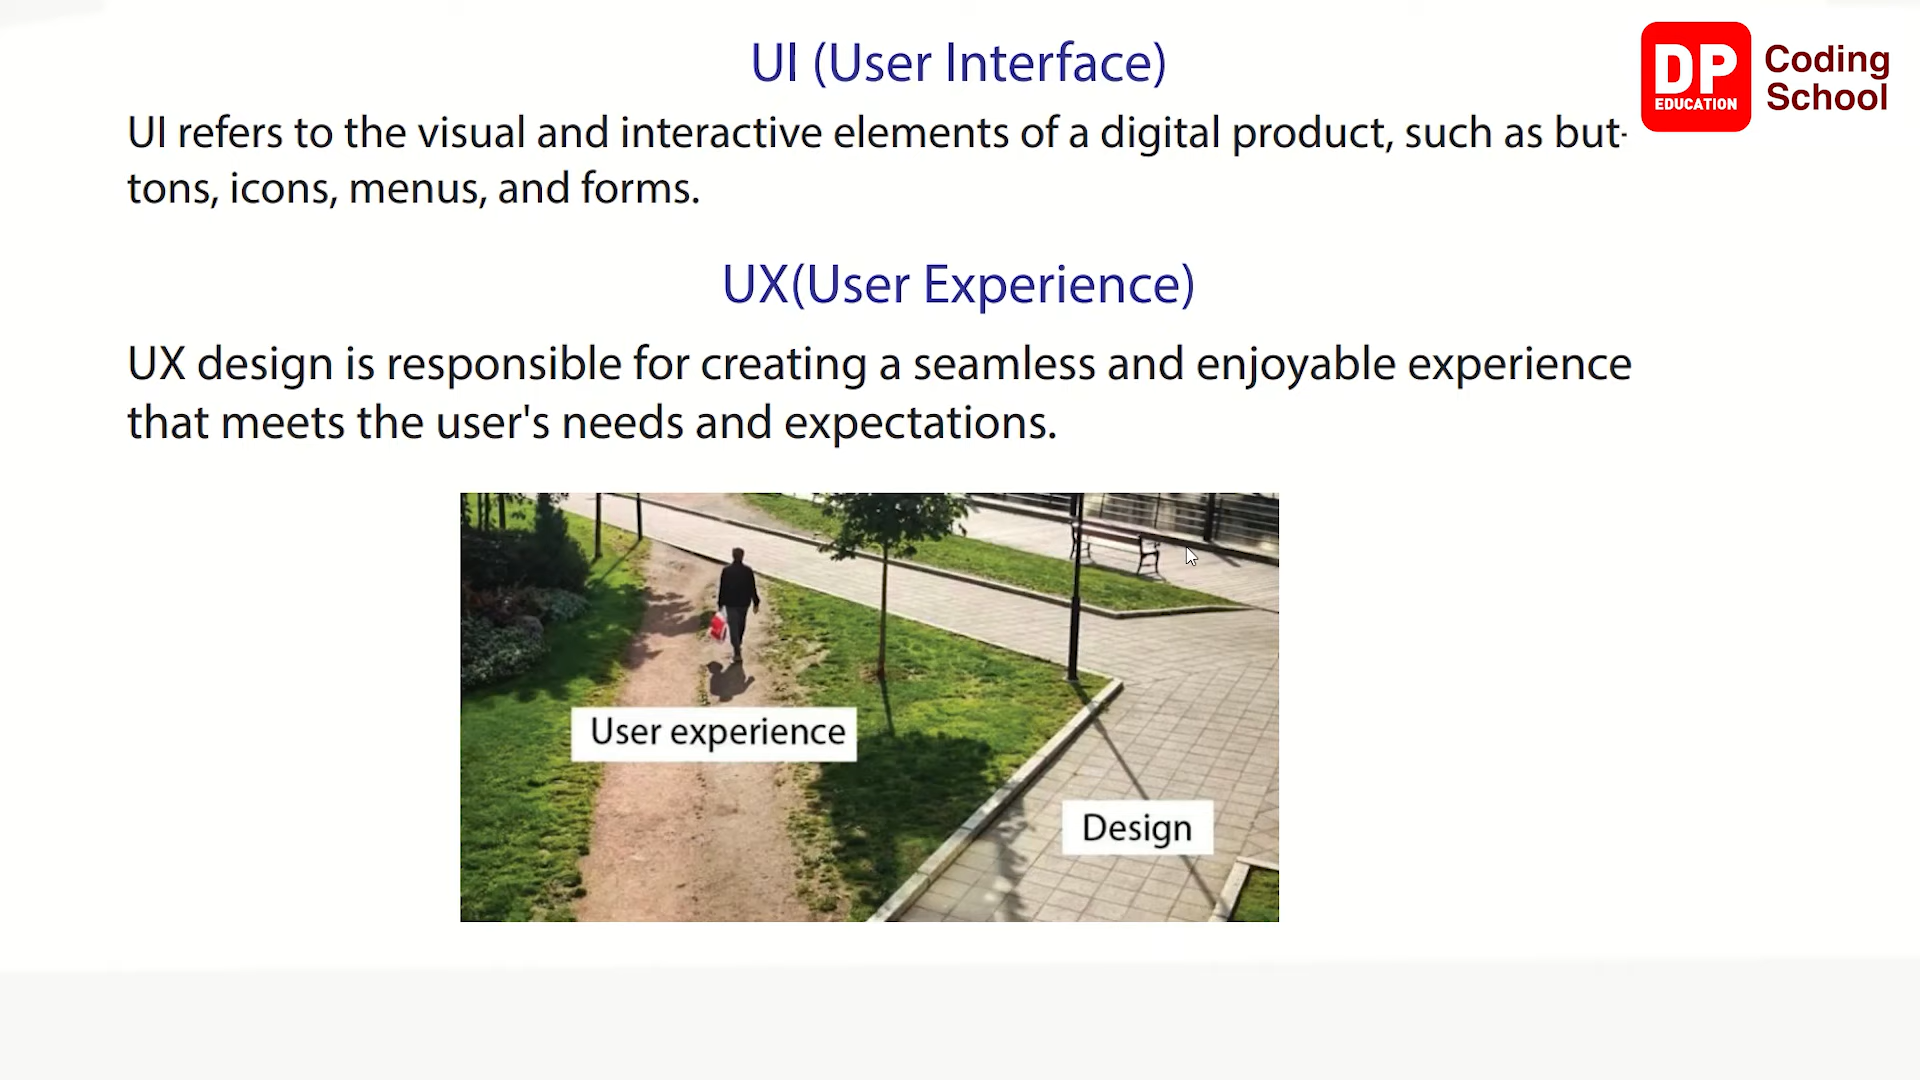 UI (User Interface)
DP
EDUCATION
Coding
School
UI refers to the visual and interactive elements of a digital product, such as but-
tons, icons, menus, and forms.
UX(User Experience)
UX design is responsible for creating a seamless and enjoyable experience
that meets the user's needs and expectations.
User experience
Design